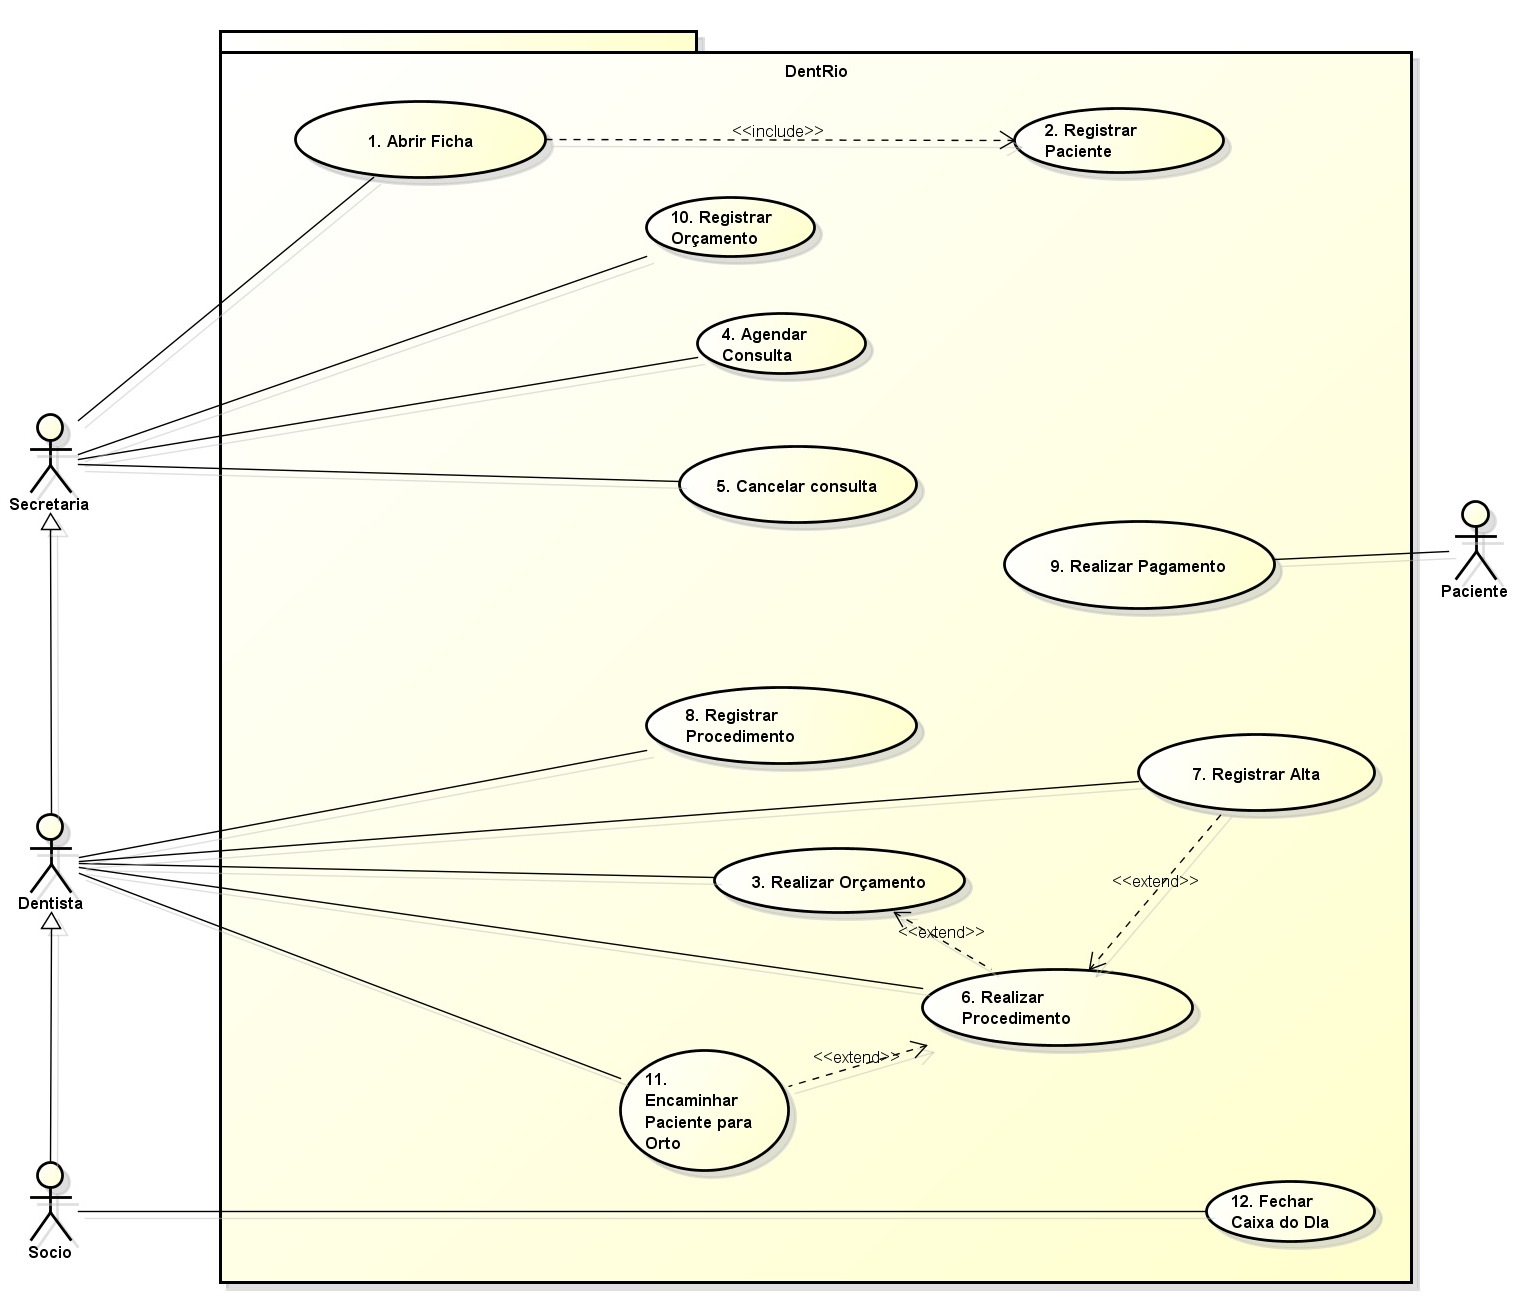 DentRio
1. Abrir Ficha
<<include>>
2. Registrar
Paciente
10. Registrar
Orçamento
4. Agendar
Consulta
Secretaria
5. Cancelar consulta
9. Realizar Pagamento
Paciente
8. Registrar
Procedimento
7. Registrar Alta
Dentista
3. Realizar Orçamento
<<extend>>
<<extend>>
6. Realizar
Procedimento
<<extend>>
11.
Encaminhar
Paciente para
Orto
Socio
12. Fechar
Caixa do DIa